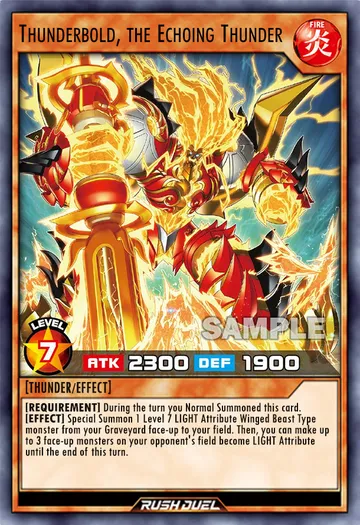 THUNDERBOLD, THE ECHOING THUNDER
FIRE
炎
SAMPLE
LEVEL
7
ATK 2300 DEF 1900
[THUNDER/EFFECT]
[REQUIREMENT] During the turn you Normal Summoned this card.
[EFFECT] Special Summon 1 Level 7 LIGHT Attribute Winged Beast Type
monster from your Graveyard face-up to your field. Then, you can make up
to 3 face-up monsters on your opponent's field become LIGHT Attribute
until the end of this turn.
RUSH DUEL